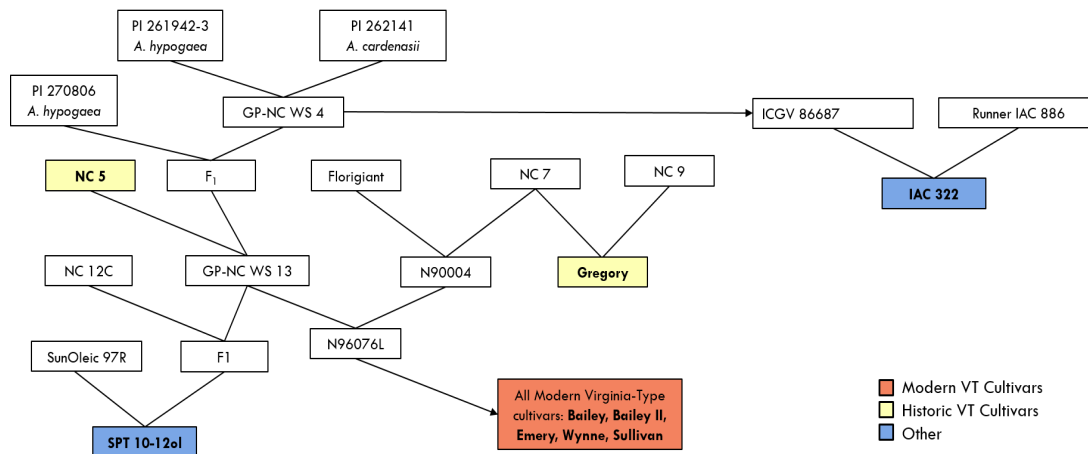 PI 261942-3
A. hypogaea
PI 262141
A. cardenasii
PI 270806
A. hypogaea
GP-NC WS 4
ICGV 86687
Runner IAC 886
NC 5
F1
Florigiant
NC 7
NC 9
IAC 322
NC 12C
GP-NC WS 13
N90004
Gregory
SunOleic 97R
F1
N96076L
All Modern Virginia-Type
cultivars: Bailey, Bailey II,
Emery, Wynne, Sullivan
SPT 10-12ol
Modern VT Cultivars
Historic VT Cultivars
Other